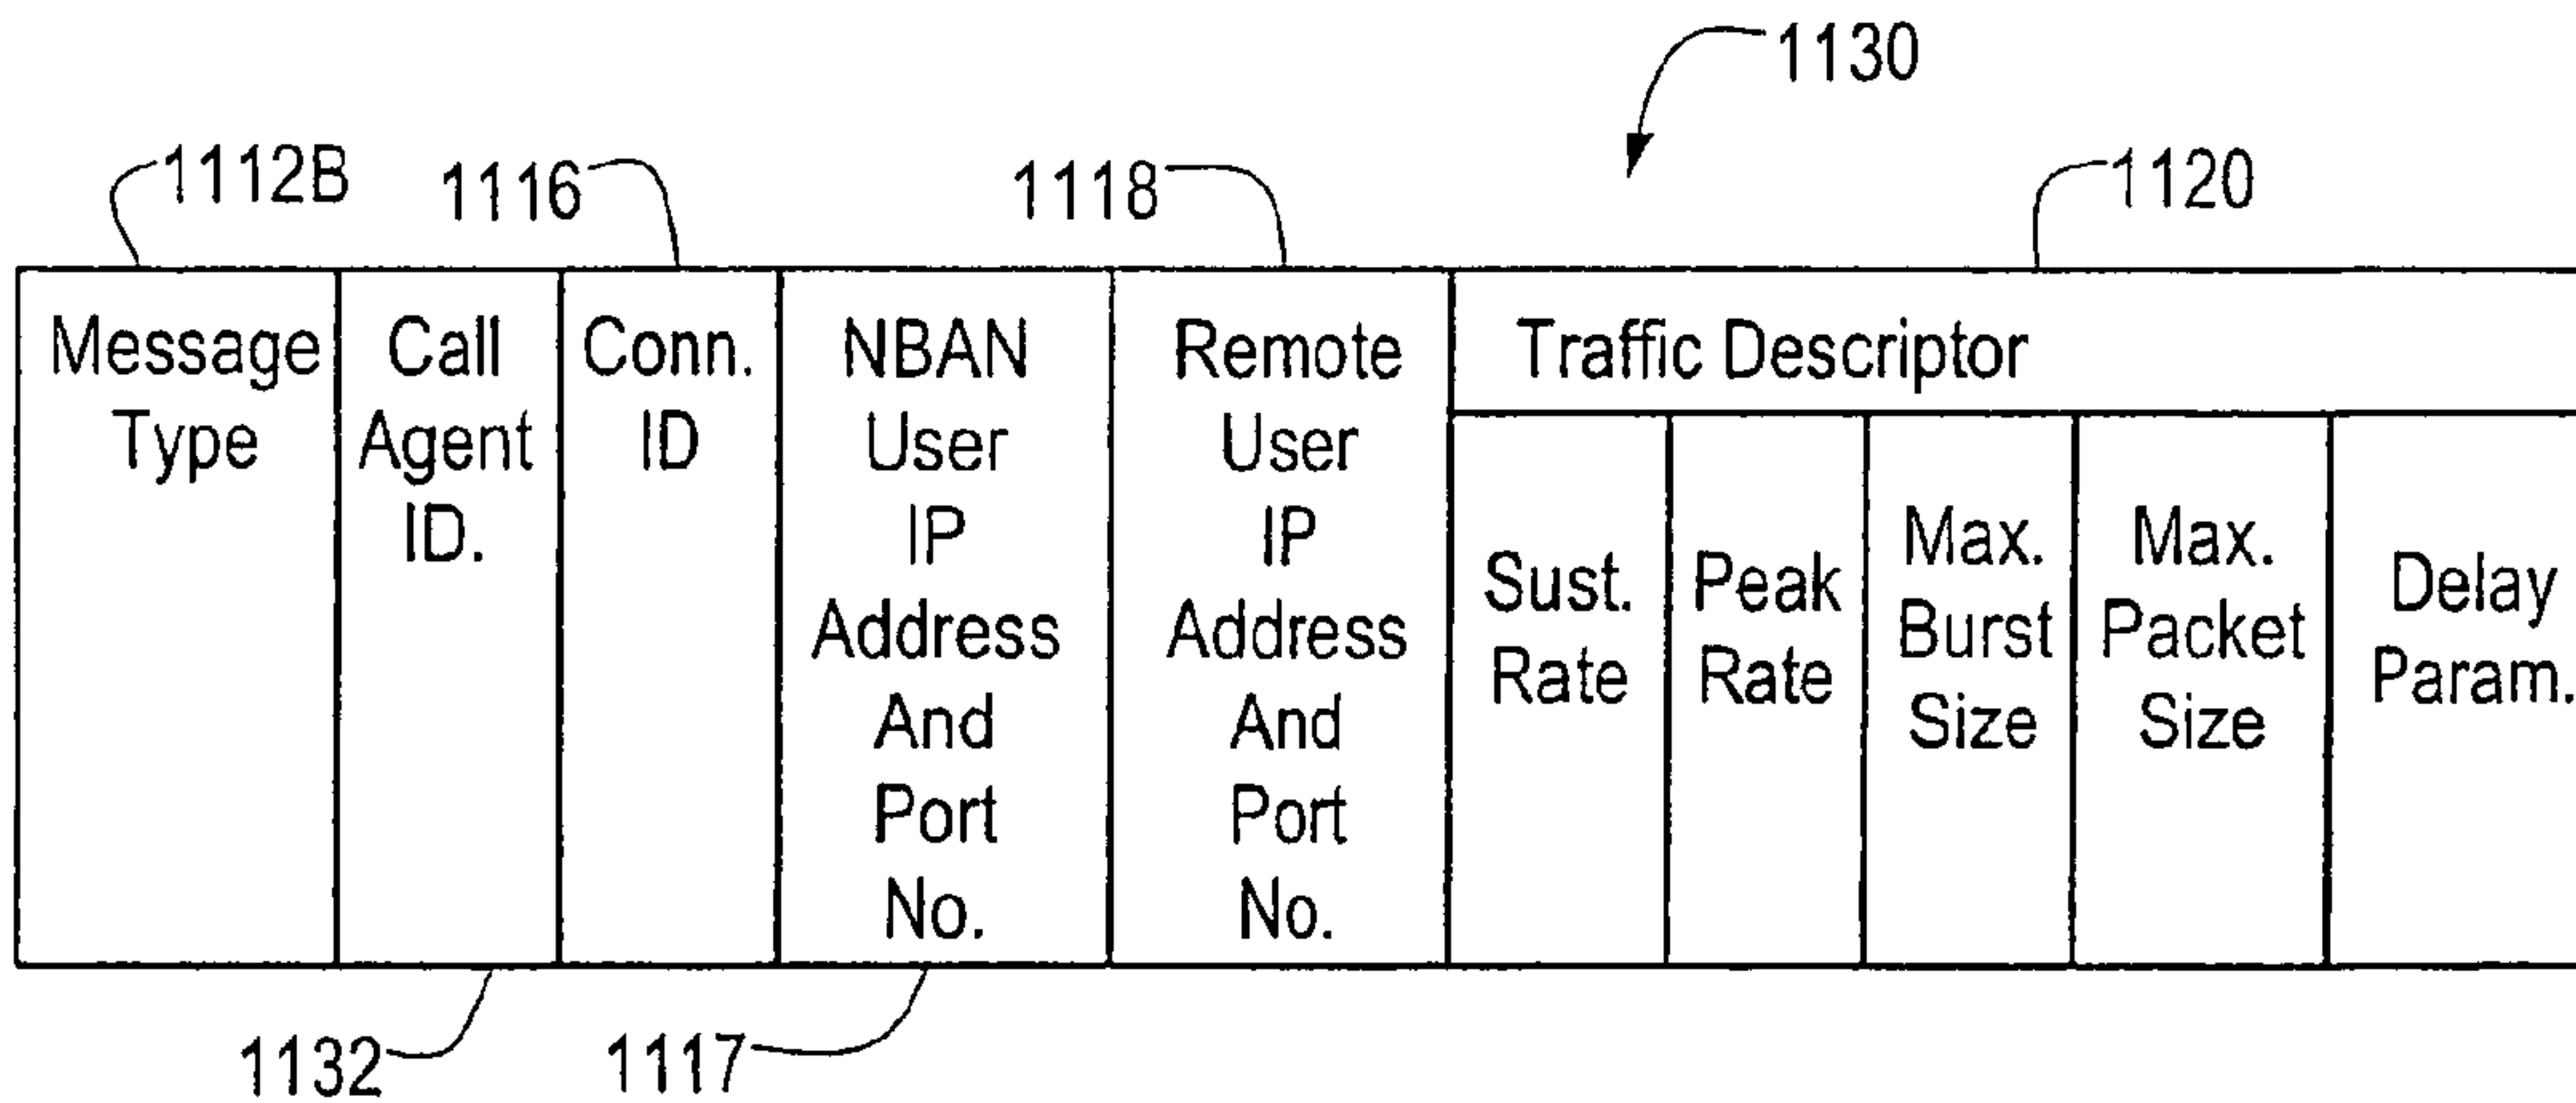 1130
1112B
1116
1118
1120
Message
Type
Call
Agent
ID.
Conn.
ID
NBAN
User
IP
Address
And
Port
No.
Remote
User
IP
Address
And
Port
No.
Traffic Descriptor
Sust.
Rate
Peak
Rate
Max.
Burst
Size
Max.
Packet
Size
Delay
Param.
1132
1117